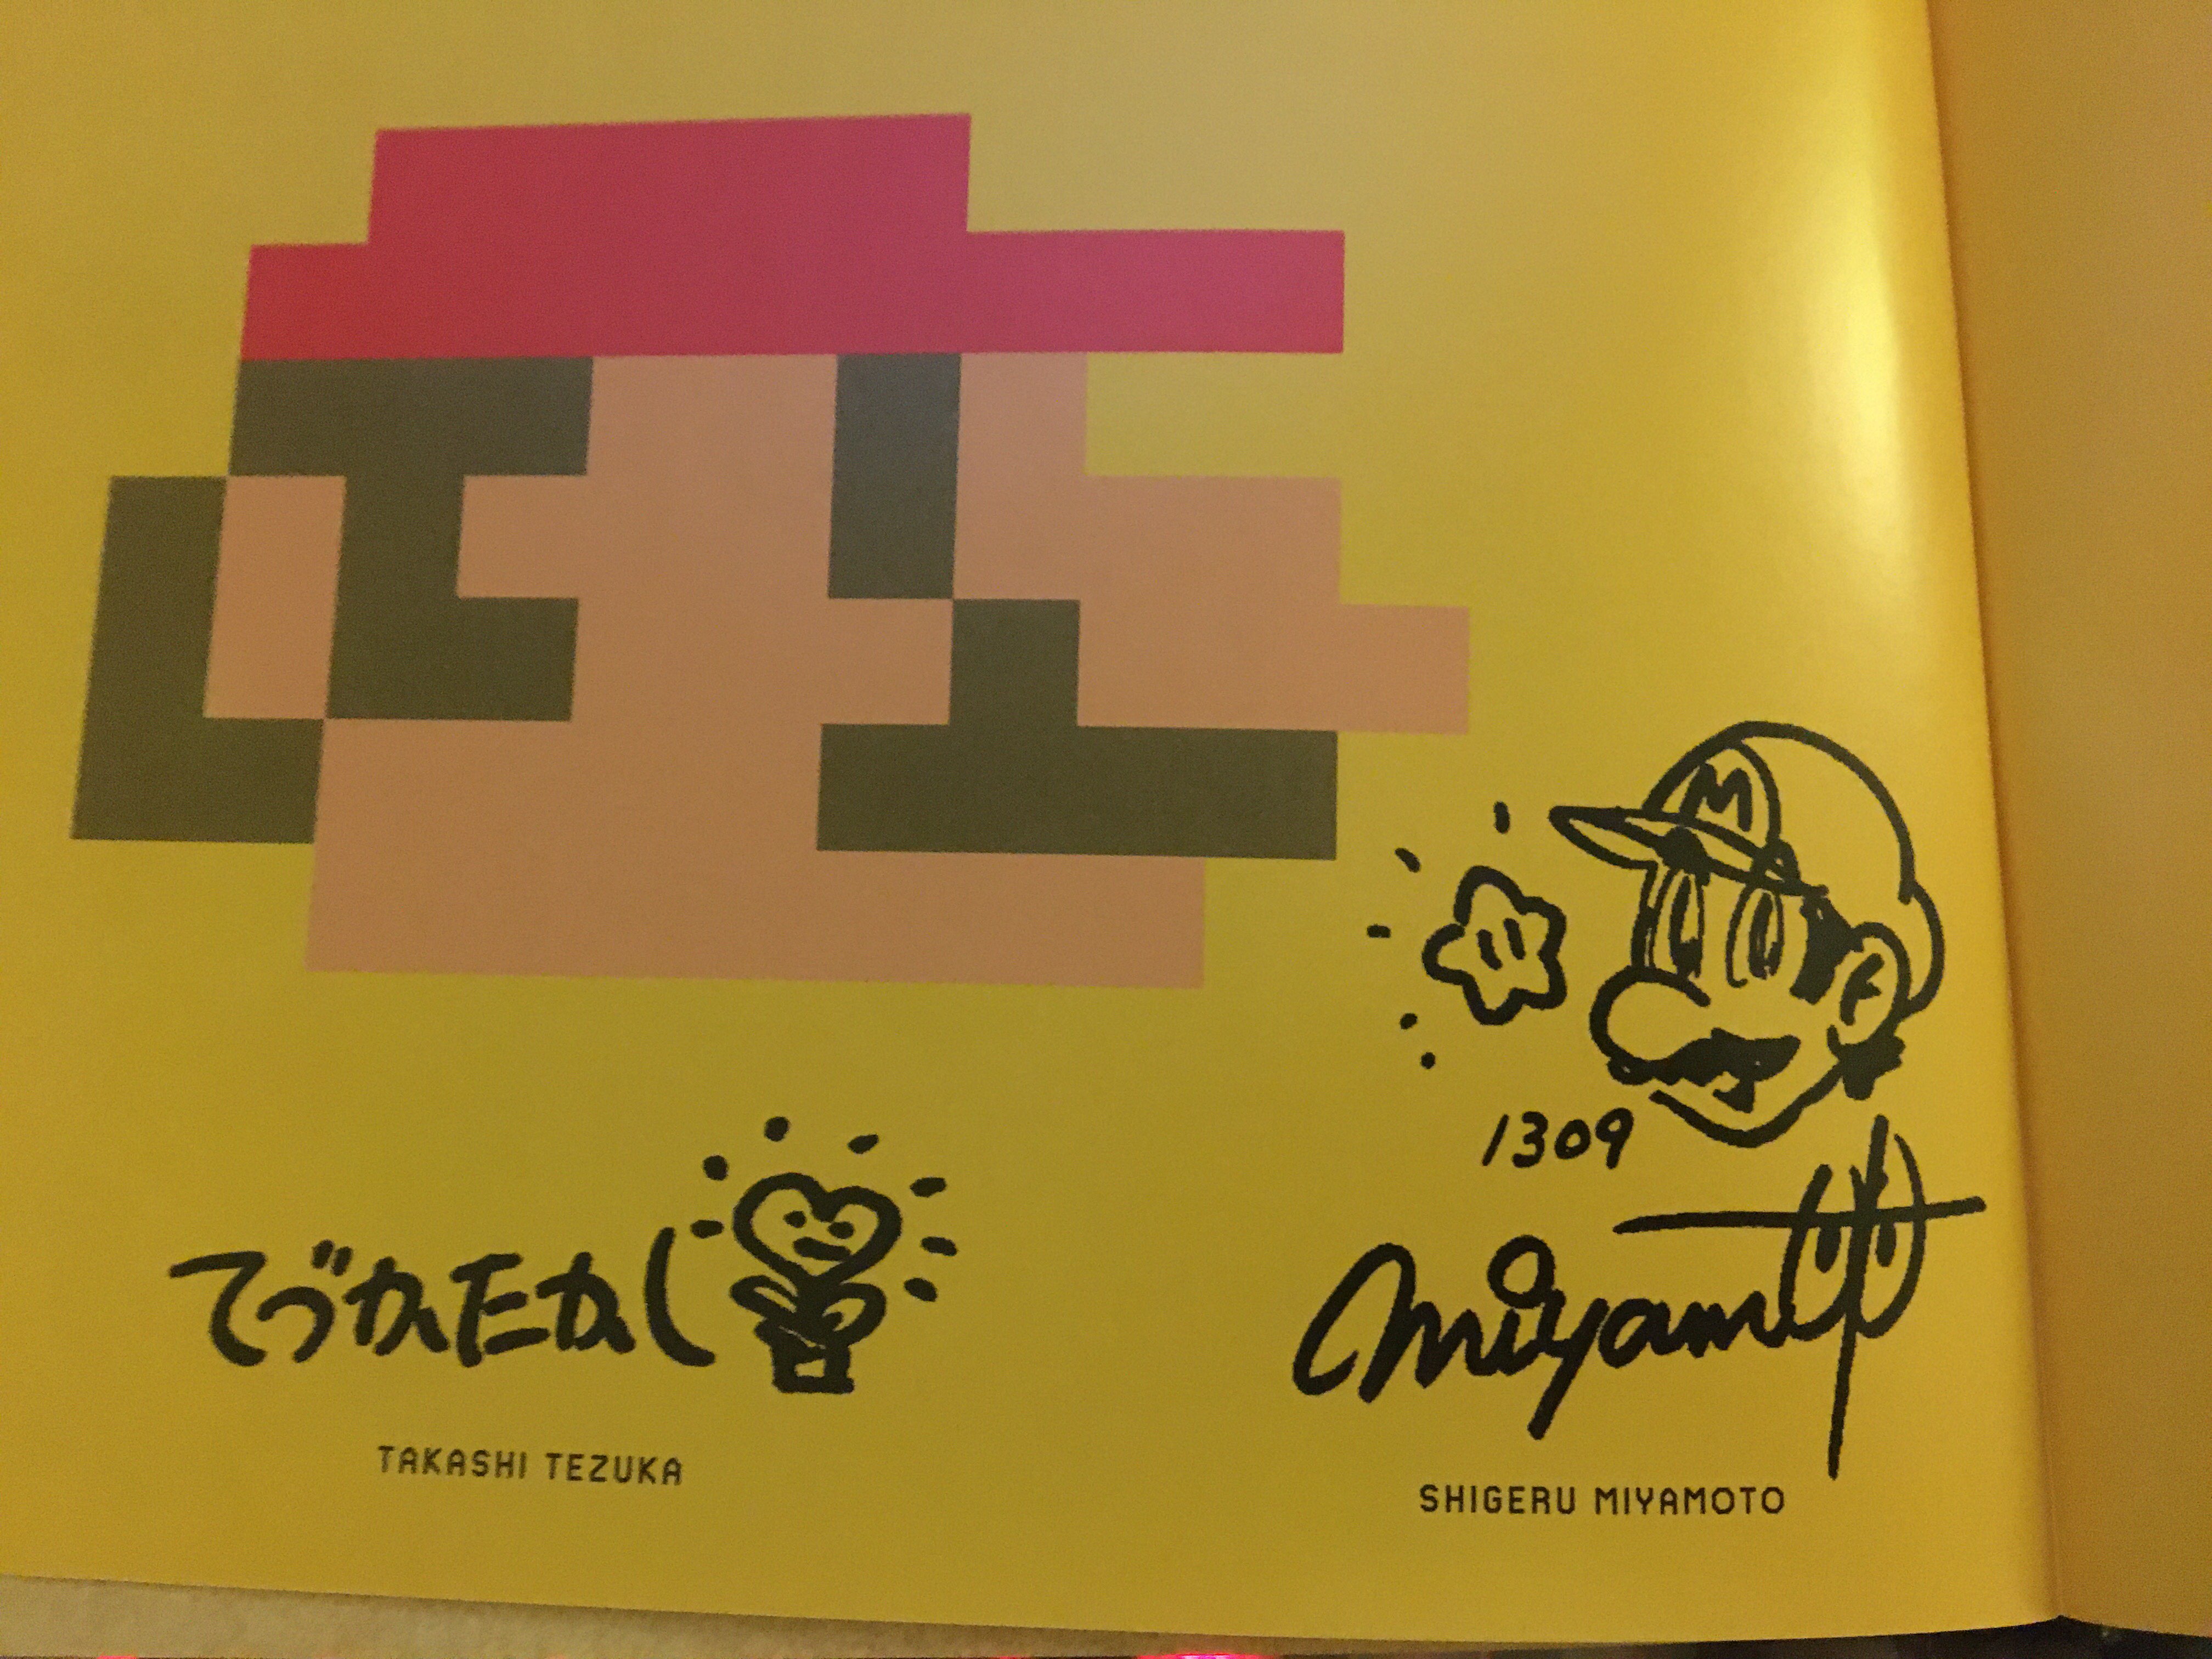 M
1309
てづかたかし
miyamoto
TAKASHI TEZUKA
SHIGERU MIYAMOTO